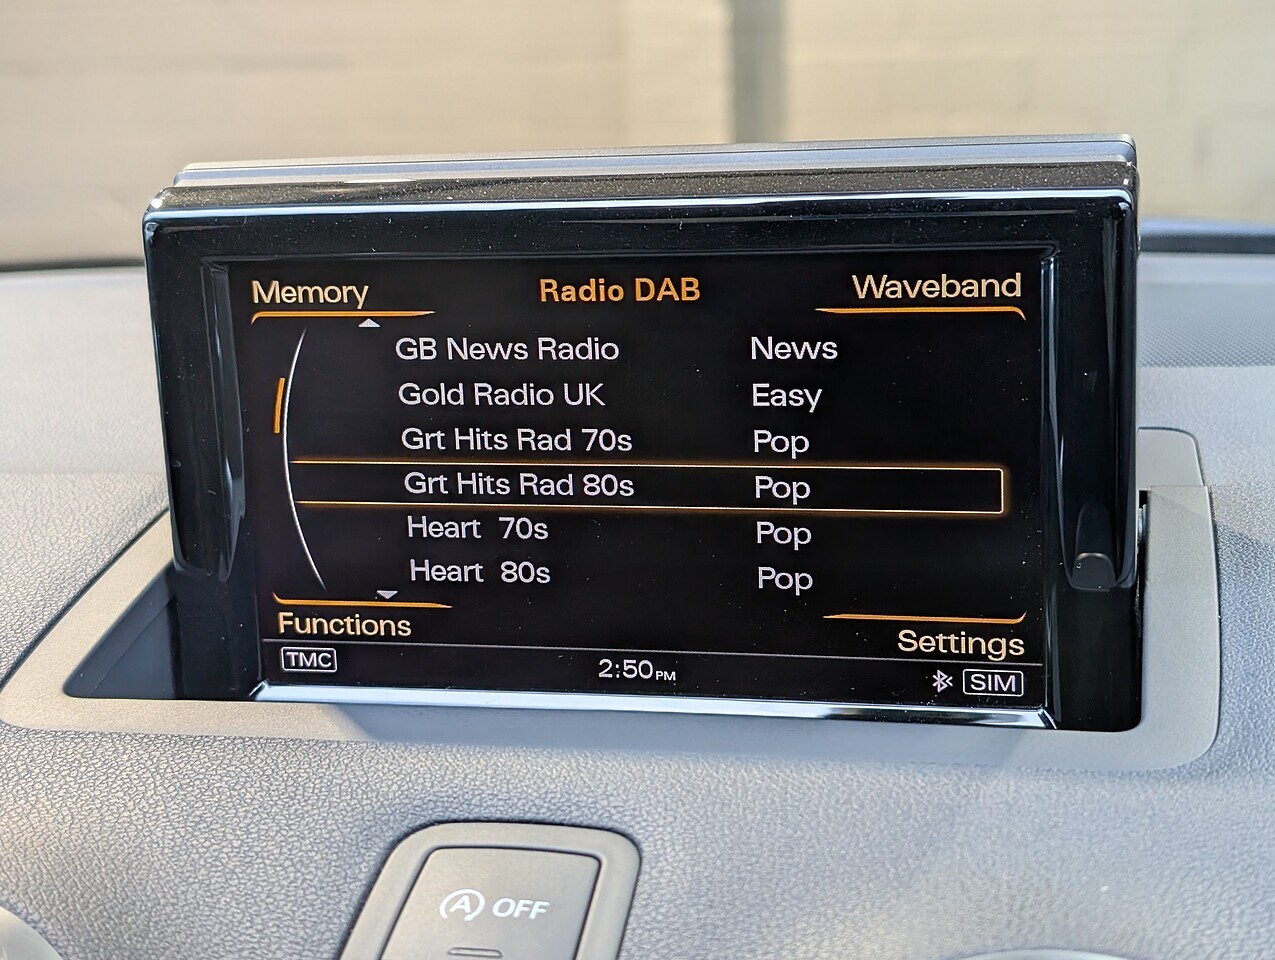 Memory Radio DAB Waveband
GB News Radio News
Gold Radio UK Easy
Grt Hits Rad 70s Pop
Grt Hits Rad 80s Pop
Heart 70s Pop
Heart 80s Pop
Functions Settings
TMC 2:50PM SIM
A OFF